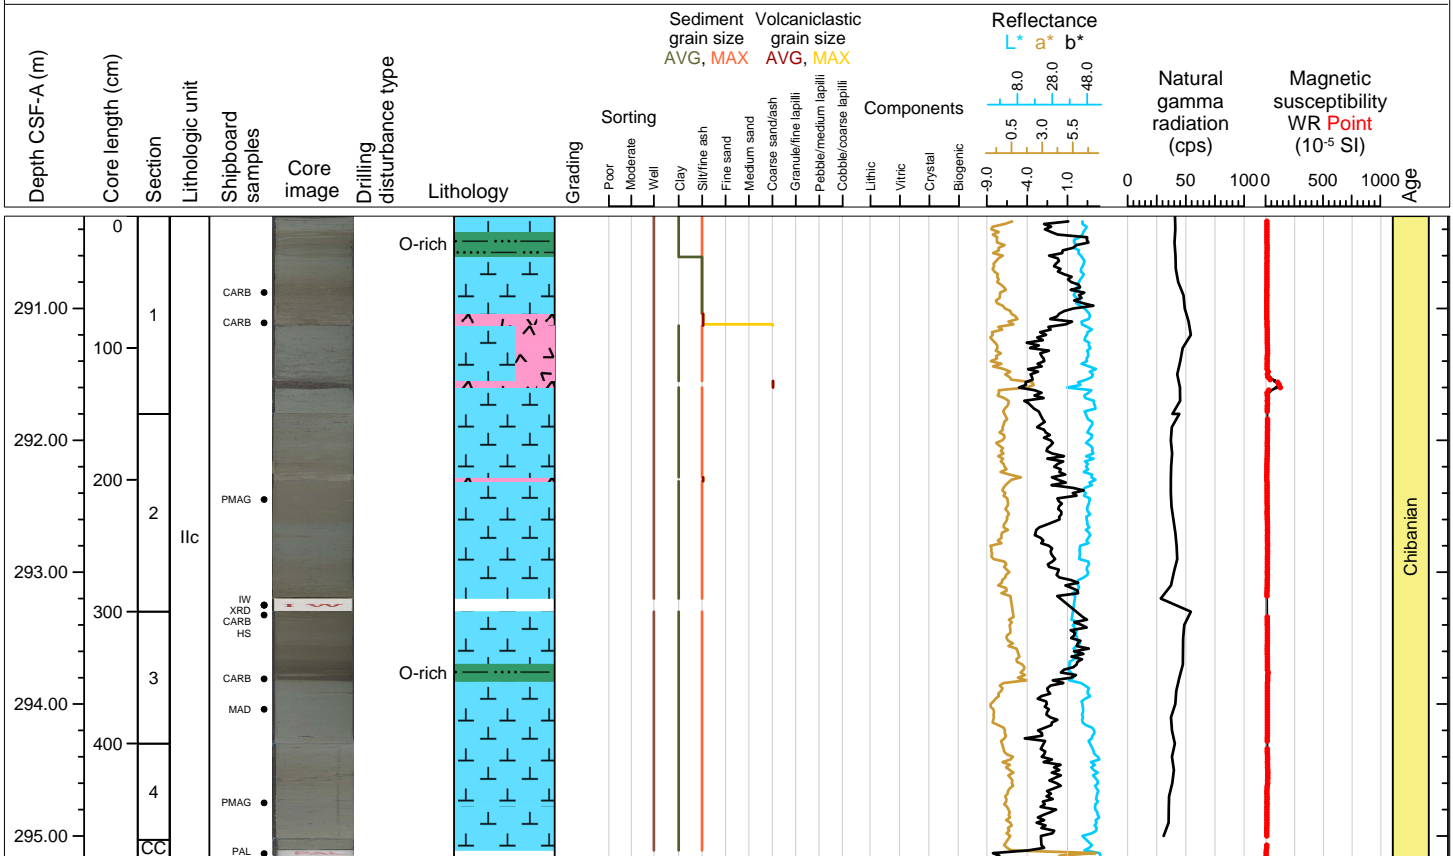 Depth CSF-A (m)
Core length (cm)
Section
Lithologic unit
Shipboard
samples
Core
image
Drilling
disturbance type
Lithology
Grading
Sorting
Poor
Moderate
Well
Sediment
grain size
AVG, MAX
Volcaniclastic
grain size
AVG, MAX
Clay
Silt/fine ash
Fine sand
Medium sand
Coarse sand/ash
Granule/fine lapilli
Pebble/medium lapilli
Cobble/coarse lapilli
Components
Lithic
Vitric
Crystal
Biogenic
Reflectance
L* a* b*
8.0 28.0 48.0
0.5 3.0 5.5
-9.0 -4.0 1.0
Natural
gamma
radiation
(cps)
0 50 100
Magnetic
susceptibility
WR Point
(10-5 SI)
0 500 1000
Age
0
O-rich
CARB
291.00
1
CARB
100
292.00
200
PMAG
2
IIc
293.00
IW
XRD
300
CARB
HS
I W
O-rich
3
CARB
294.00
MAD
400
4
PMAG
295.00
CC
PAL
PAL
Chibanian